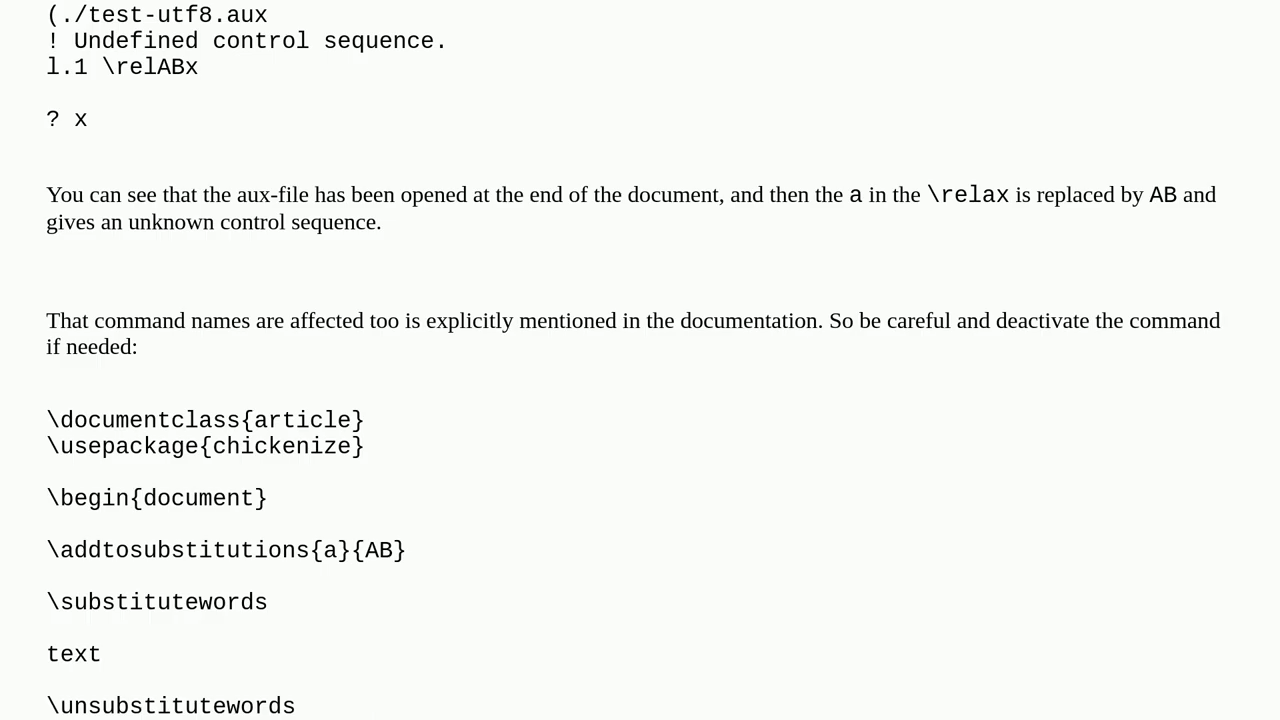 (./test-utf8.aux
! Undefined control sequence.
l.1 \relABx
? x
You can see that the aux-file has been opened at the end of the document, and then the a in the \relax is replaced by AB and
gives an unknown control sequence.
That command names are affected too is explicitly mentioned in the documentation. So be careful and deactivate the command
if needed:
\documentclass{article}
\usepackage{chickenize}
\begin{document}
\addtosubstitutions{a}{AB}
\substitutewords
text
\unsubstitutewords